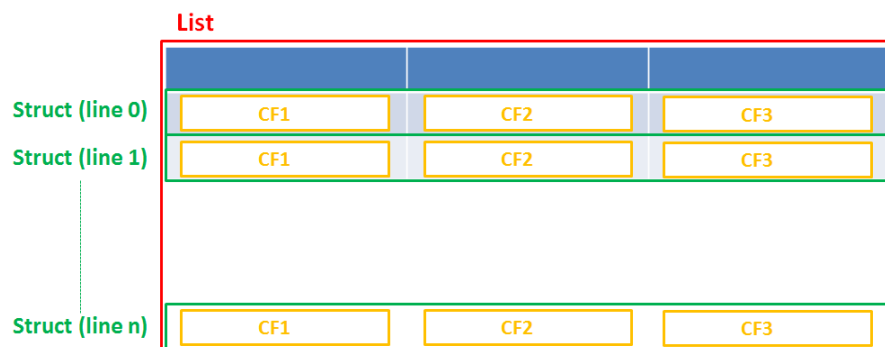 List
Struct (line 0) CF1 CF2 CF3
Struct (line 1) CF1 CF2 CF3
Struct (line n) CF1 CF2 CF3